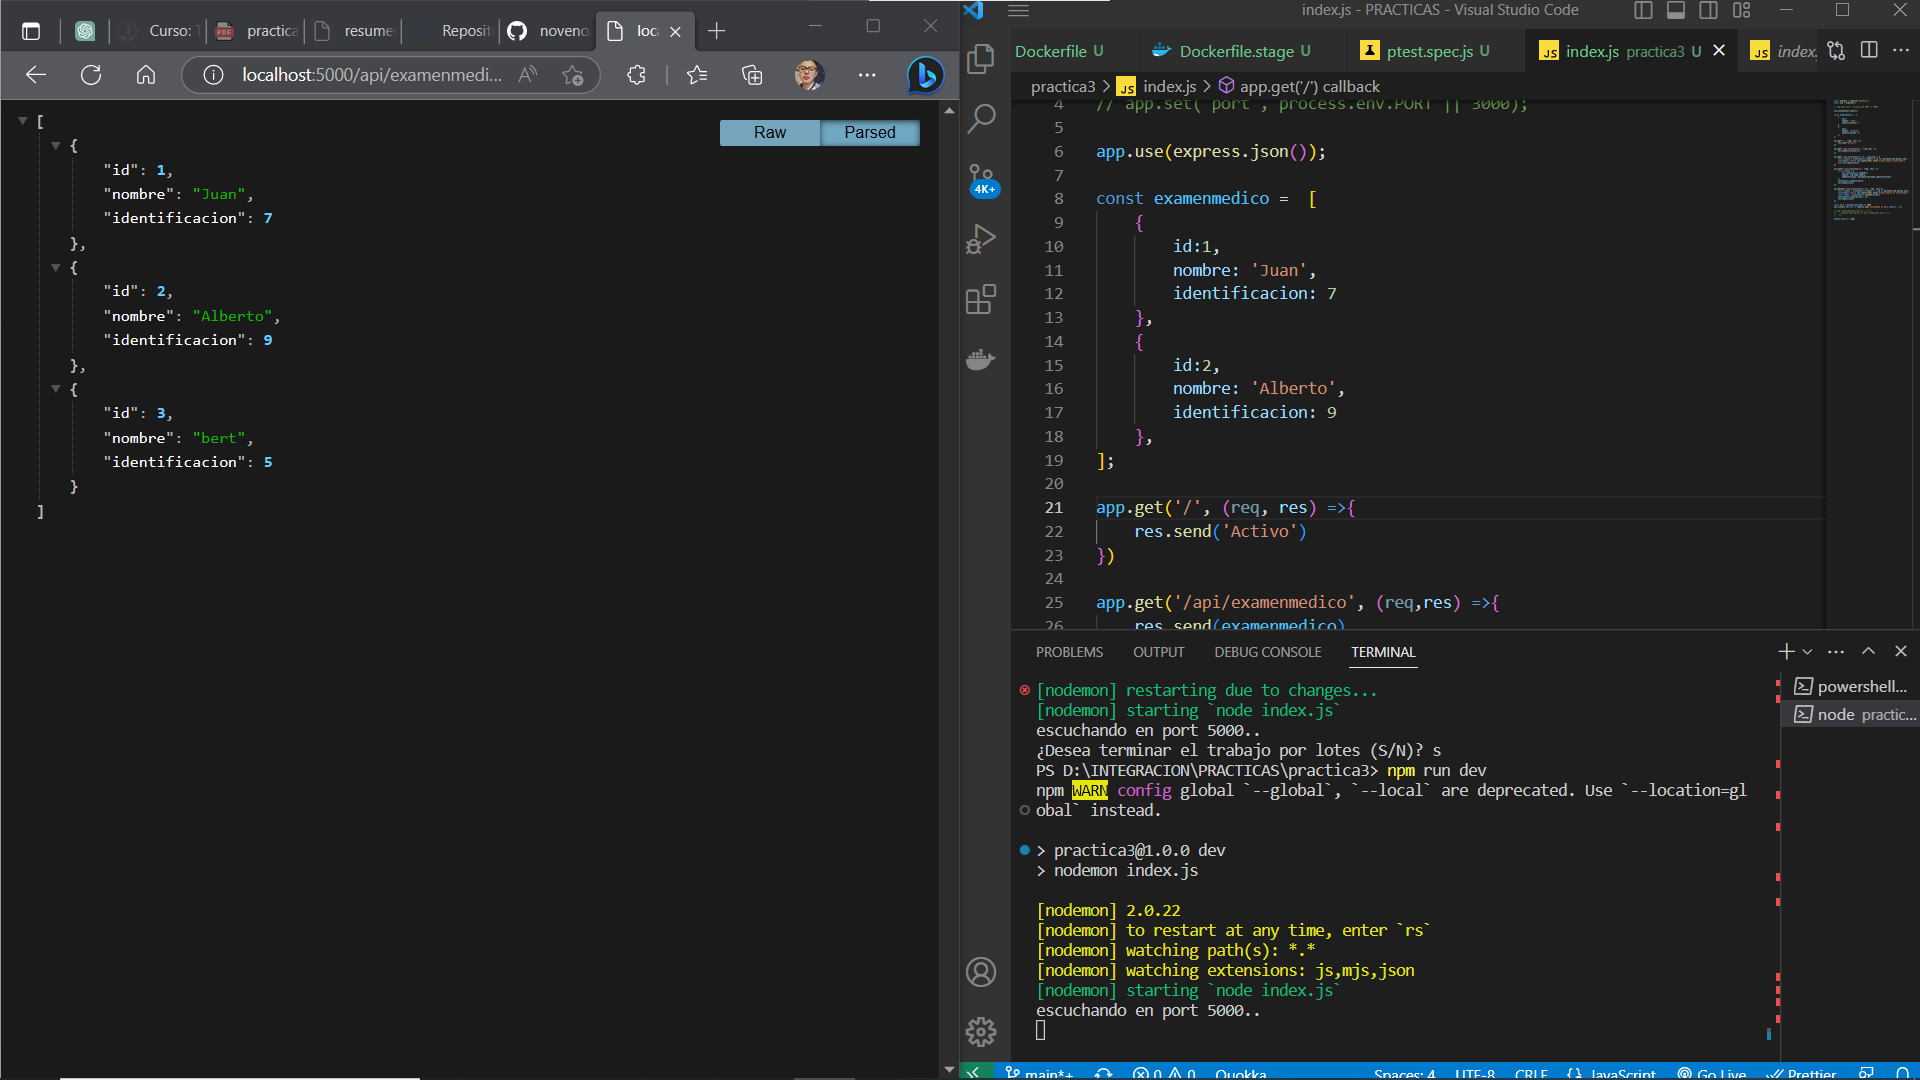 Curso: T
practica
resume
Reposit
noveno
loc
localhost:5000/api/examenmedi...
Raw
Parsed
[
{
"id": 1,
"nombre": "Juan",
"identificacion": 7
},
{
"id": 2,
"nombre": "Alberto",
"identificacion": 9
},
{
"id": 3,
"nombre": "bert",
"identificacion": 5
}
]
index.js - PRACTICAS - Visual Studio Code
Dockerfile U
Dockerfile.stage U
ptest.spec.js U
JS index.js practica3 U
JS index.
practica3 > JS index.js > app.get('/') callback
4K+
4 // app.set( port , process.env.PORT || 3000);
5
6 app.use(express.json());
7
8 const examenmedico = [
9 {
10 id:1,
11 nombre: 'Juan',
12 identificacion: 7
13 },
14 {
15 id:2,
16 nombre: 'Alberto',
17 identificacion: 9
18 },
19 ];
20
21 app.get('/', (req, res) =>{
22 res.send('Activo')
23 })
24
25 app.get('/api/examenmedico', (req,res) =>{
26 res.send(examenmedico)
PROBLEMS OUTPUT DEBUG CONSOLE TERMINAL
powershell...
node practic...
[nodemon] restarting due to changes...
[nodemon] starting `node index.js`
escuchando en port 5000..
¿Desea terminar el trabajo por lotes (S/N)? s
PS D:\INTEGRACION\PRACTICAS\practica3> npm run dev
npm WARN config global `--global`, `--local` are deprecated. Use `--location=gl
obal` instead.
> practica3@1.0.0 dev
> nodemon index.js
[nodemon] 2.0.22
[nodemon] to restart at any time, enter `rs`
[nodemon] watching path(s): *.*
[nodemon] watching extensions: js,mjs,json
[nodemon] starting `node index.js`
escuchando en port 5000..
main*+ 0 0 Quokka Spaces: 4 UTF-8 CRLF {} JavaScript Go Live Prettier